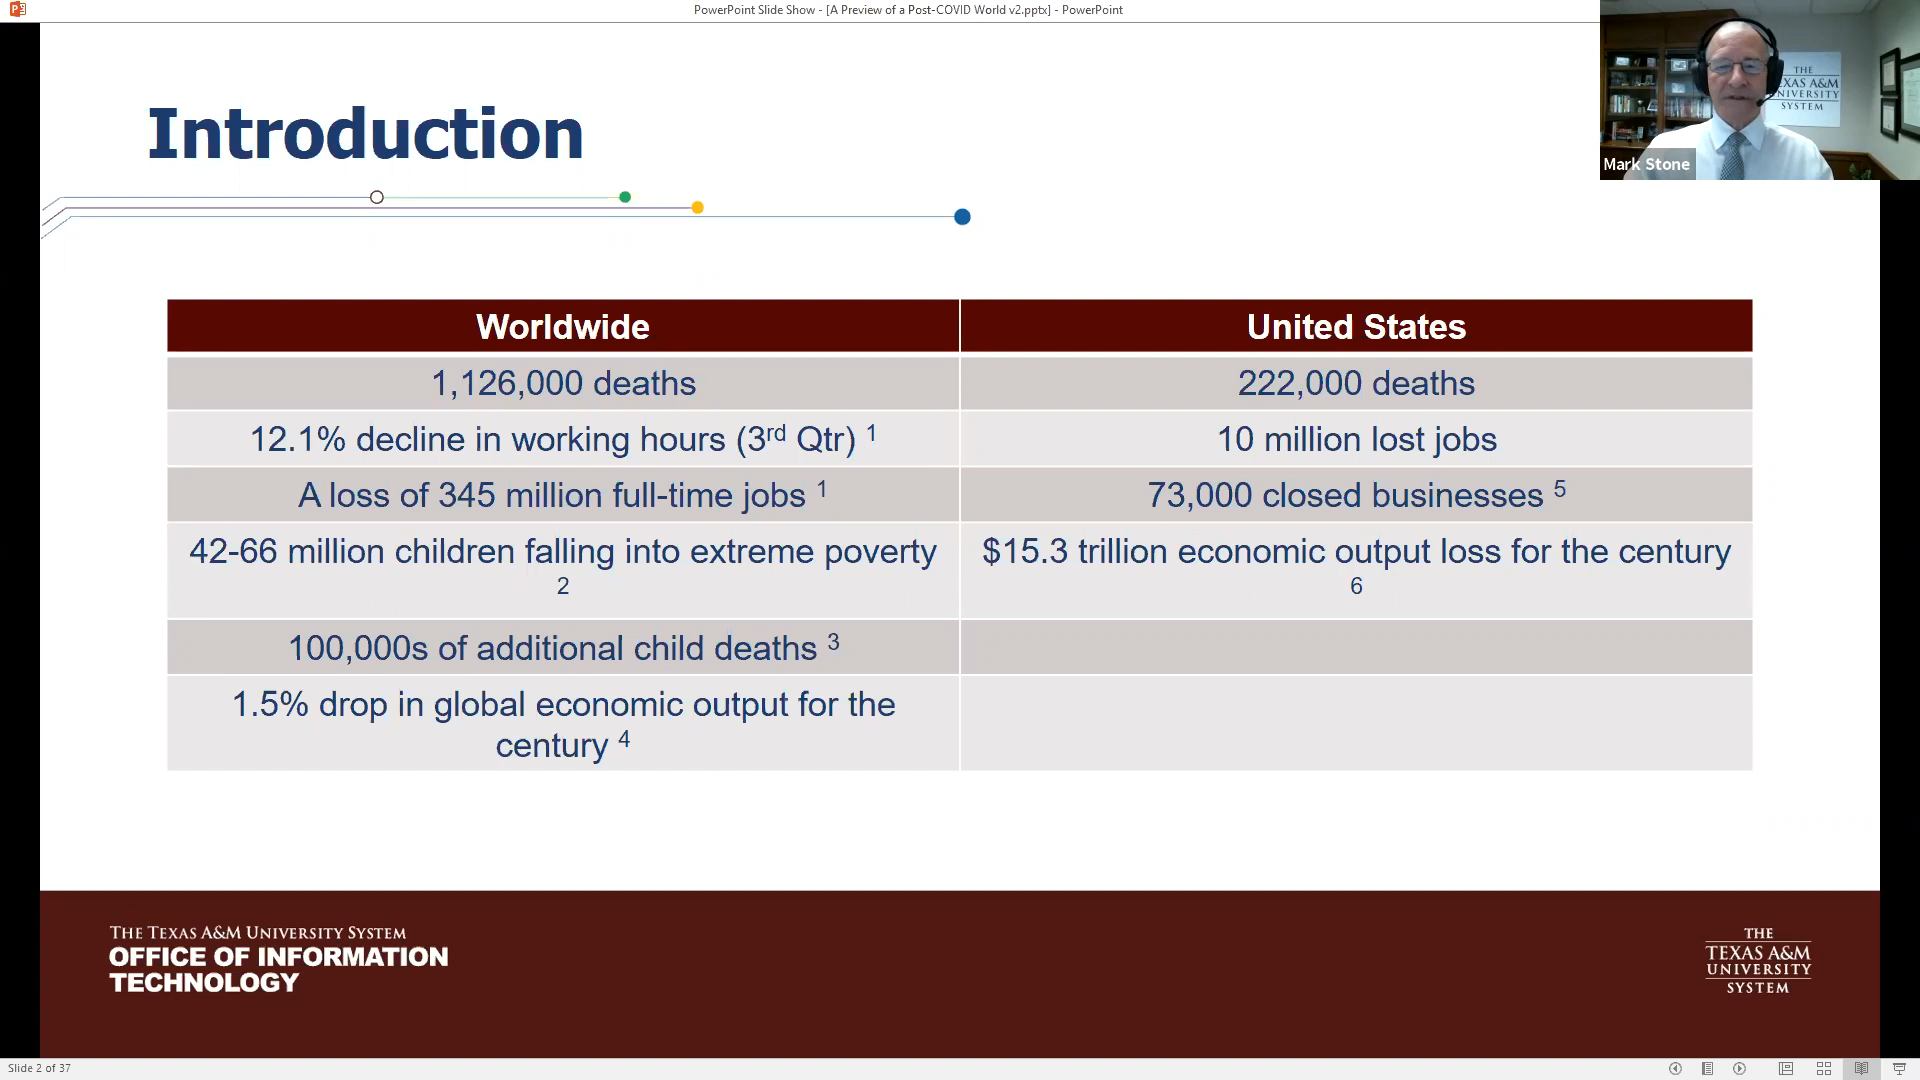 PowerPoint Slide Show - [A Preview of a Post-COVID World v2.pptx] - PowerPoint
THE
TEXAS A&M
UNIVERSITY
SYSTEM
Mark Stone
Introduction
Worldwide
United States
1,126,000 deaths
222,000 deaths
12.1% decline in working hours (3rd Qtr) 1
10 million lost jobs
A loss of 345 million full-time jobs 1
73,000 closed businesses 5
42-66 million children falling into extreme poverty
2
$15.3 trillion economic output loss for the century
6
100,000s of additional child deaths 3
1.5% drop in global economic output for the
century 4
THE TEXAS A&M UNIVERSITY SYSTEM
OFFICE OF INFORMATION
TECHNOLOGY
THE
TEXAS A&M
UNIVERSITY
SYSTEM
Slide 2 of 37